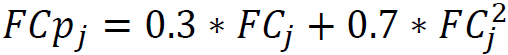 FCp_j = 0.3 * FC_j + 0.7 * FC_j^2